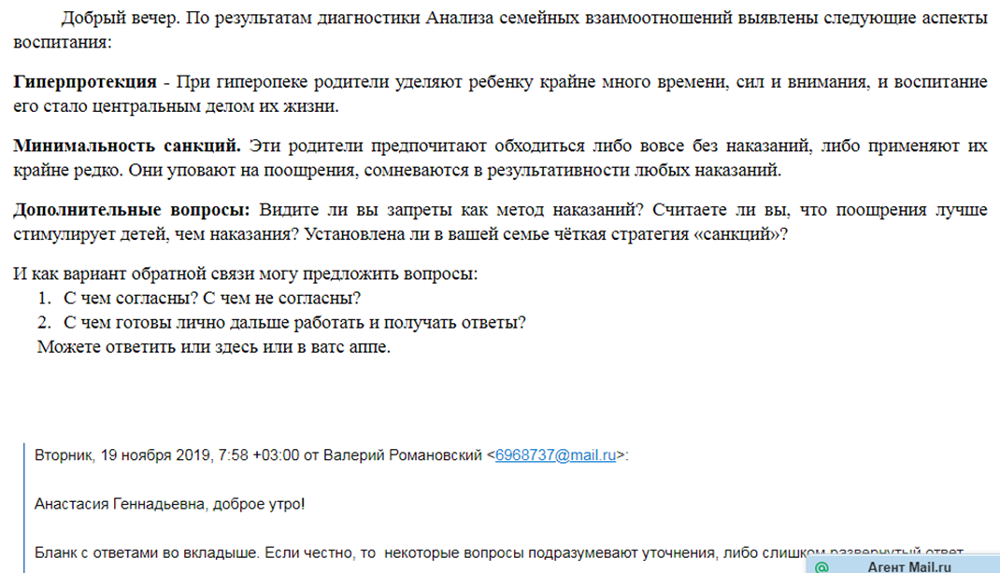 Добрый вечер. По результатам диагностики Анализа семейных взаимоотношений выявлены следующие аспекты
воспитания:
Гиперпротекция - При гиперопеке родители уделяют ребенку крайне много времени, сил и внимания, и воспитание
его стало центральным делом их жизни.
Минимальность санкций. Эти родители предпочитают обходиться либо вовсе без наказаний, либо применяют их
крайне редко. Они уповают на поощрения, сомневаются в результативности любых наказаний.
Дополнительные вопросы: Видите ли вы запреты как метод наказаний? Считаете ли вы, что поощрения лучше
стимулирует детей, чем наказания? Установлена ли в вашей семье чёткая стратегия «санкций»?
И как вариант обратной связи могу предложить вопросы:
1. С чем согласны? С чем не согласны?
2. С чем готовы лично дальше работать и получать ответы?
Можете ответить или здесь или в ватс аппе.
Вторник, 19 ноября 2019, 7:58 +03:00 от Валерий Романовский <6968737@mail.ru>:
Анастасия Геннадьевна, доброе утро!
Бланк с ответами во вкладыше. Если честно, то некоторые вопросы подразумевают уточнения, либо слишком развернутый ответ.
Агент Mail.ru